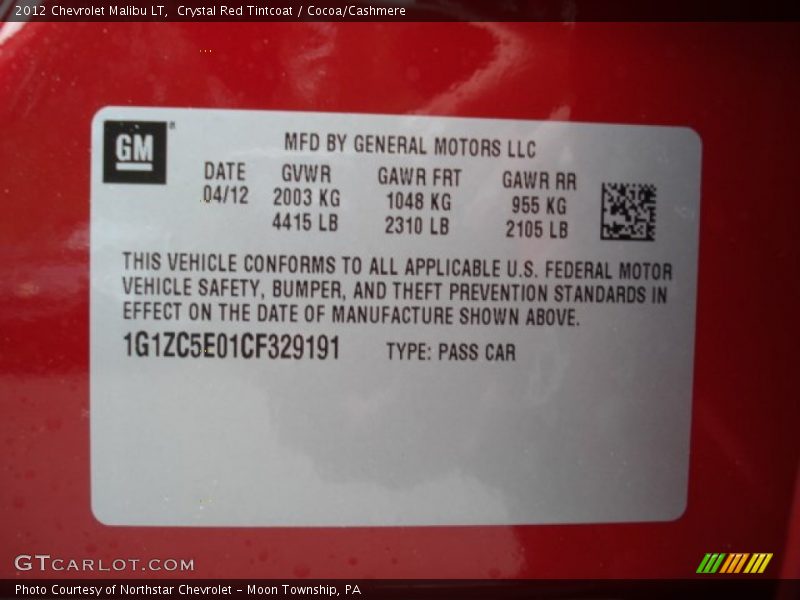 2012 Chevrolet Malibu LT,  Crystal Red Tintcoat / Cocoa/Cashmere
GM
MFD BY GENERAL MOTORS LLC
DATE GVWR GAWR FRT GAWR RR
04/12 2003 KG 1048 KG 955 KG
4415 LB 2310 LB 2105 LB
THIS VEHICLE CONFORMS TO ALL APPLICABLE U.S. FEDERAL MOTOR
VEHICLE SAFETY, BUMPER, AND THEFT PREVENTION STANDARDS IN
EFFECT ON THE DATE OF MANUFACTURE SHOWN ABOVE.
1G1ZC5E01CF329191 TYPE: PASS CAR
GTCARLOT.COM
Photo Courtesy of Northstar Chevrolet - Moon Township, PA